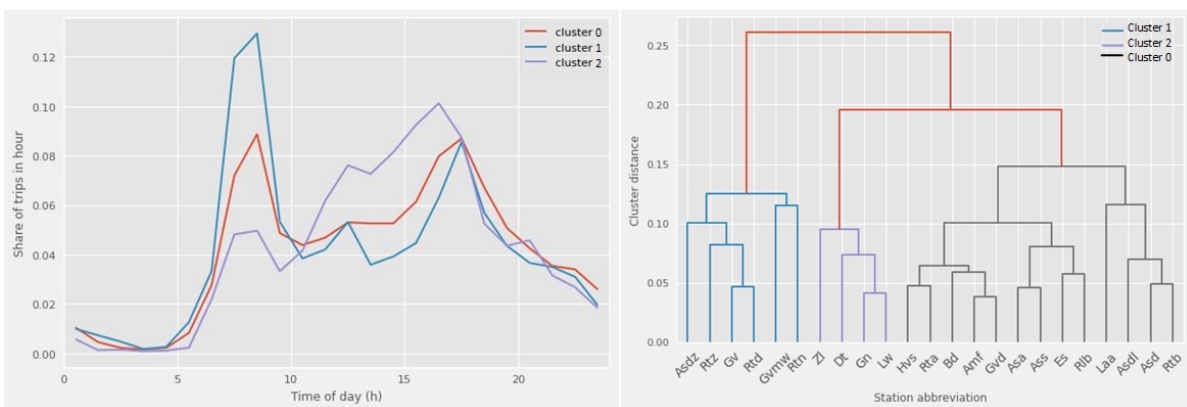 cluster 0
cluster 1
cluster 2
0.12
0.10
0.08
0.06
0.04
0.02
0.00
Share of trips in hour
0 5 10 15 20
Time of day (h)
Cluster 1
Cluster 2
Cluster 0
0.25
0.20
0.15
0.10
0.05
0.00
Cluster distance
Asdz Rtz Gv Rtd Gvmw Rtn Zl Dt Gn Lw Hvs Rta Bd Amf Gvd Asa Ass Es Rlb Laa Asdl Asd Rtb
Station abbreviation